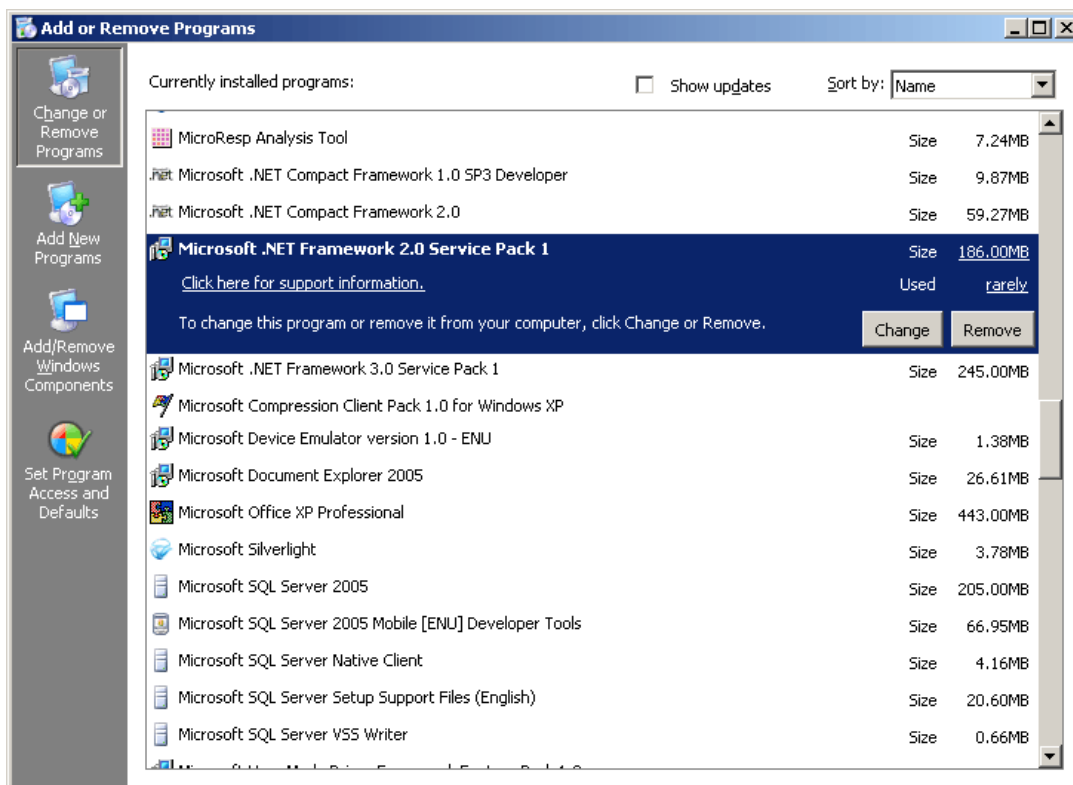 Add or Remove Programs
Change or
Remove
Programs
Add New
Programs
Add/Remove
Windows
Components
Set Program
Access and
Defaults
Currently installed programs:
Show updates
Sort by: Name
MicroResp Analysis Tool Size 7.24MB
.net Microsoft .NET Compact Framework 1.0 SP3 Developer Size 9.87MB
.net Microsoft .NET Compact Framework 2.0 Size 59.27MB
Microsoft .NET Framework 2.0 Service Pack 1 Size 186.00MB
Click here for support information. Used rarely
To change this program or remove it from your computer, click Change or Remove. Change Remove
Microsoft .NET Framework 3.0 Service Pack 1 Size 245.00MB
Microsoft Compression Client Pack 1.0 for Windows XP
Microsoft Device Emulator version 1.0 - ENU Size 1.38MB
Microsoft Document Explorer 2005 Size 26.61MB
Microsoft Office XP Professional Size 443.00MB
Microsoft Silverlight Size 3.78MB
Microsoft SQL Server 2005 Size 205.00MB
Microsoft SQL Server 2005 Mobile [ENU] Developer Tools Size 66.95MB
Microsoft SQL Server Native Client Size 4.16MB
Microsoft SQL Server Setup Support Files (English) Size 20.60MB
Microsoft SQL Server VSS Writer Size 0.66MB